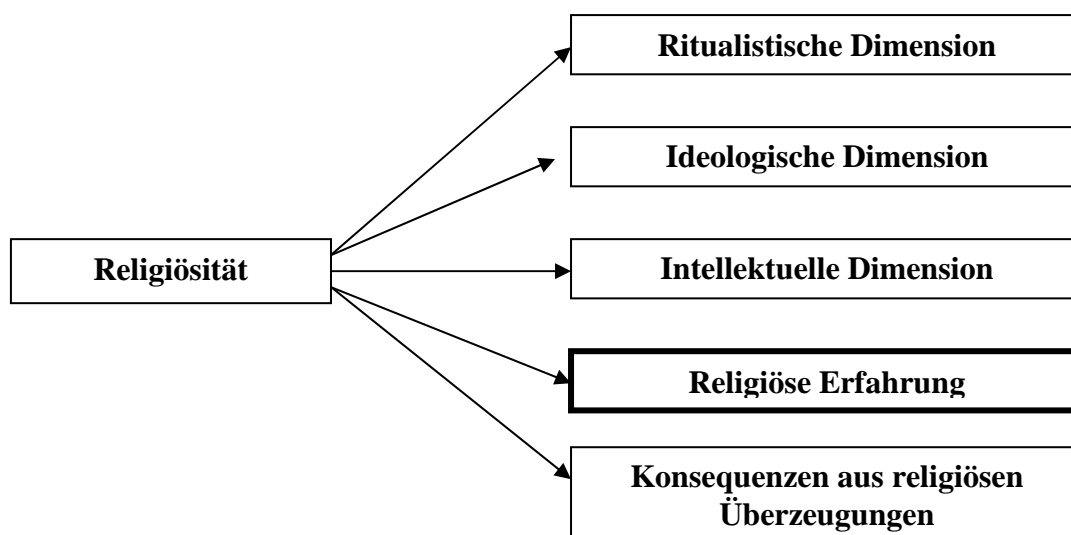 Ritualistische Dimension
Ideologische Dimension
Religiösität
Intellektuelle Dimension
Religiöse Erfahrung
Konsequenzen aus religiösen
Überzeugungen